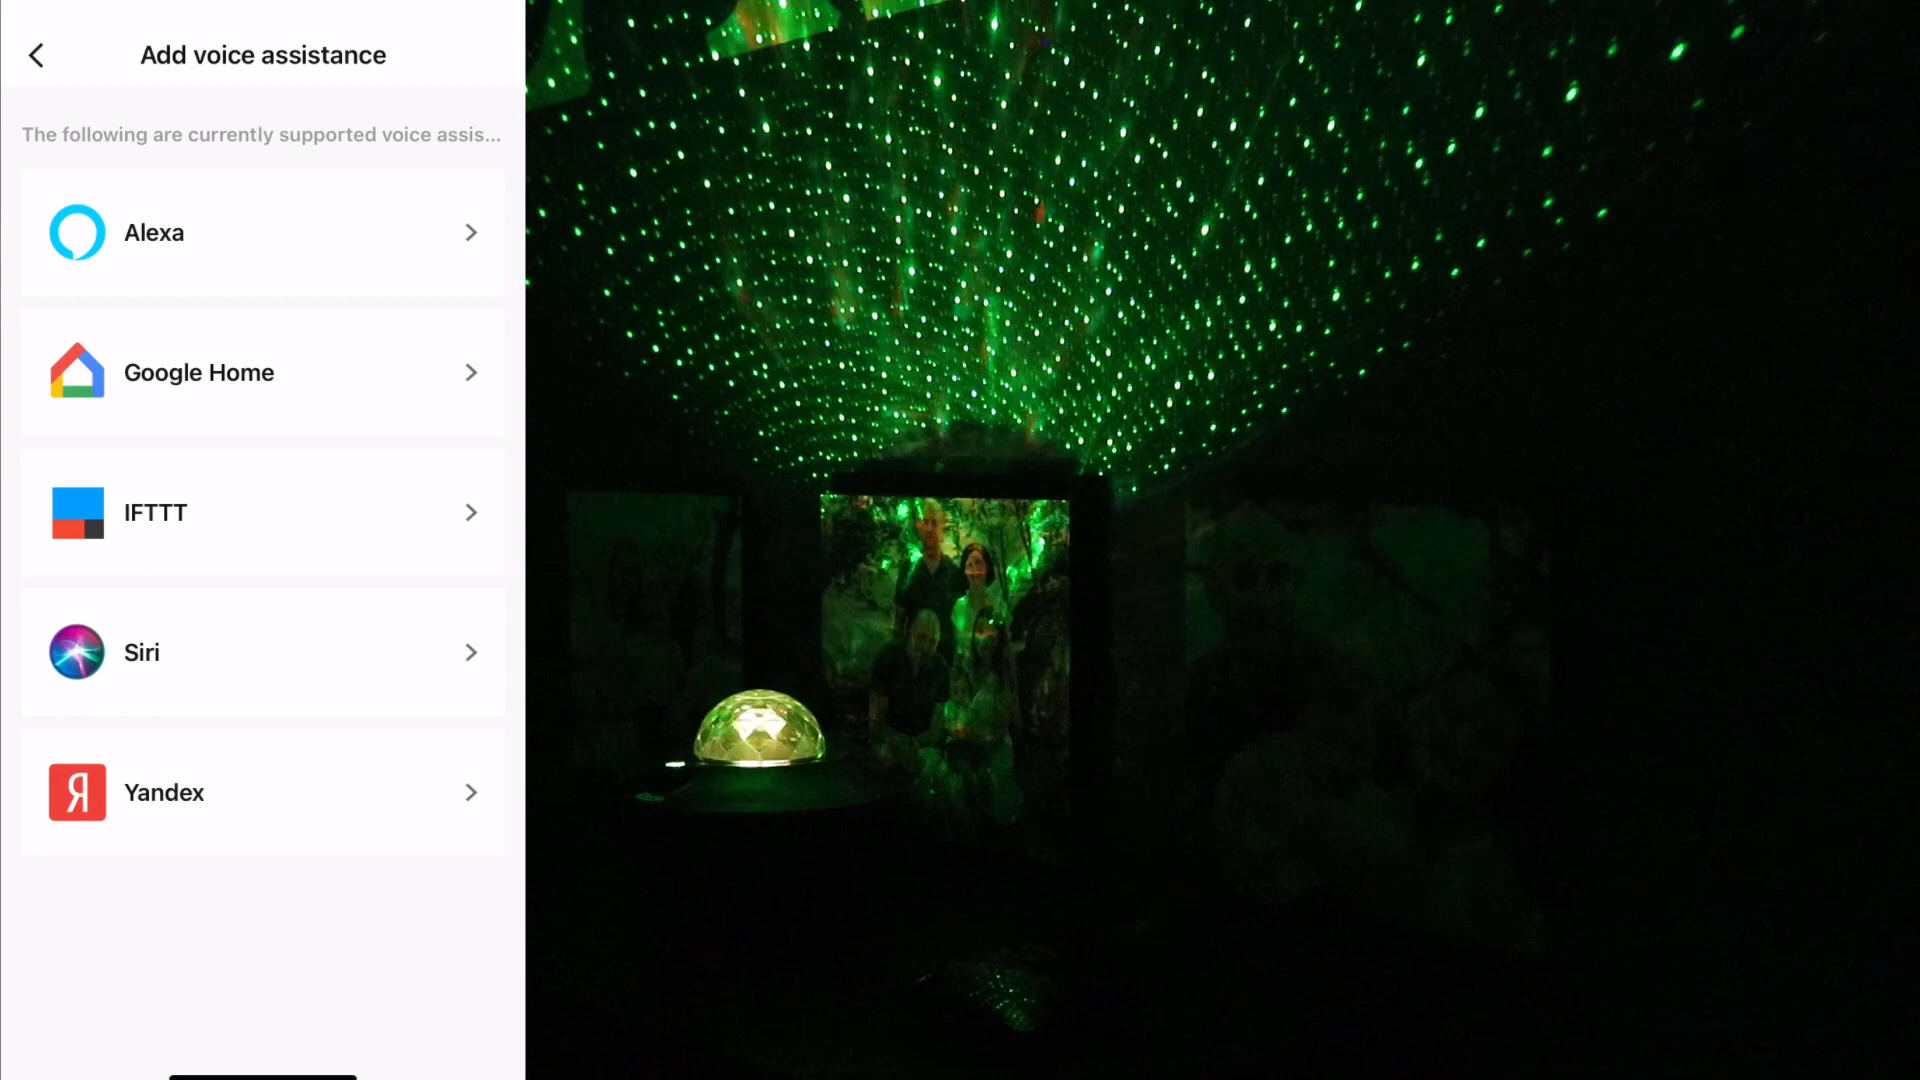 Add voice assistance
The following are currently supported voice assis...
Alexa
Google Home
IFTTT
Siri
Я Yandex